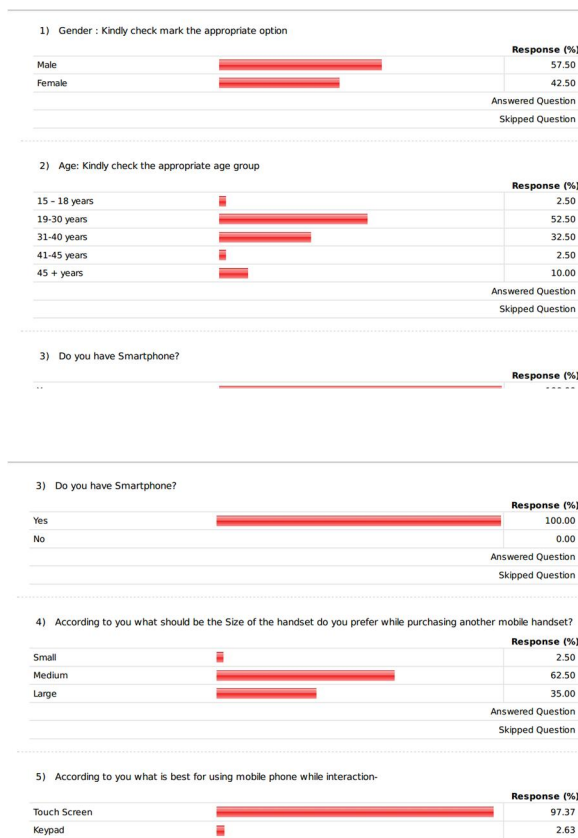 1) Gender : Kindly check mark the appropriate option
Response (%)
Male 57.50
Female 42.50
Answered Question
Skipped Question
2) Age: Kindly check the appropriate age group
Response (%)
15 – 18 years 2.50
19-30 years 52.50
31-40 years 32.50
41-45 years 2.50
45 + years 10.00
Answered Question
Skipped Question
3) Do you have Smartphone?
Response (%)
3) Do you have Smartphone?
Response (%)
Yes 100.00
No 0.00
Answered Question
Skipped Question
4) According to you what should be the Size of the handset do you prefer while purchasing another mobile handset?
Response (%)
Small 2.50
Medium 62.50
Large 35.00
Answered Question
Skipped Question
5) According to you what is best for using mobile phone while interaction-
Response (%)
Touch Screen 97.37
Keypad 2.63